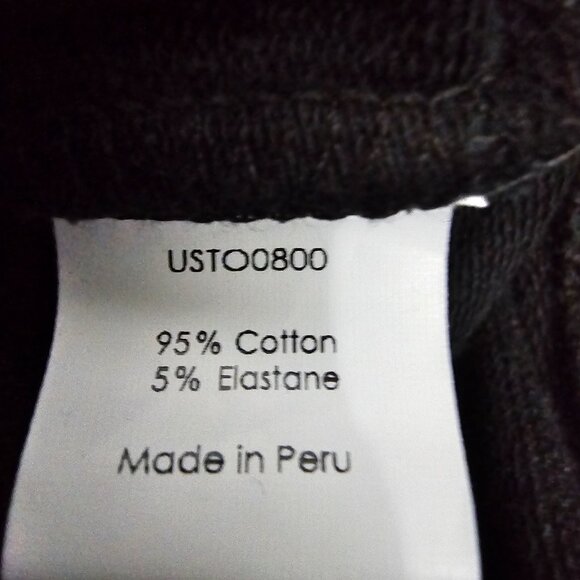 USTO0800
95% Cotton
5% Elastane
Made in Peru